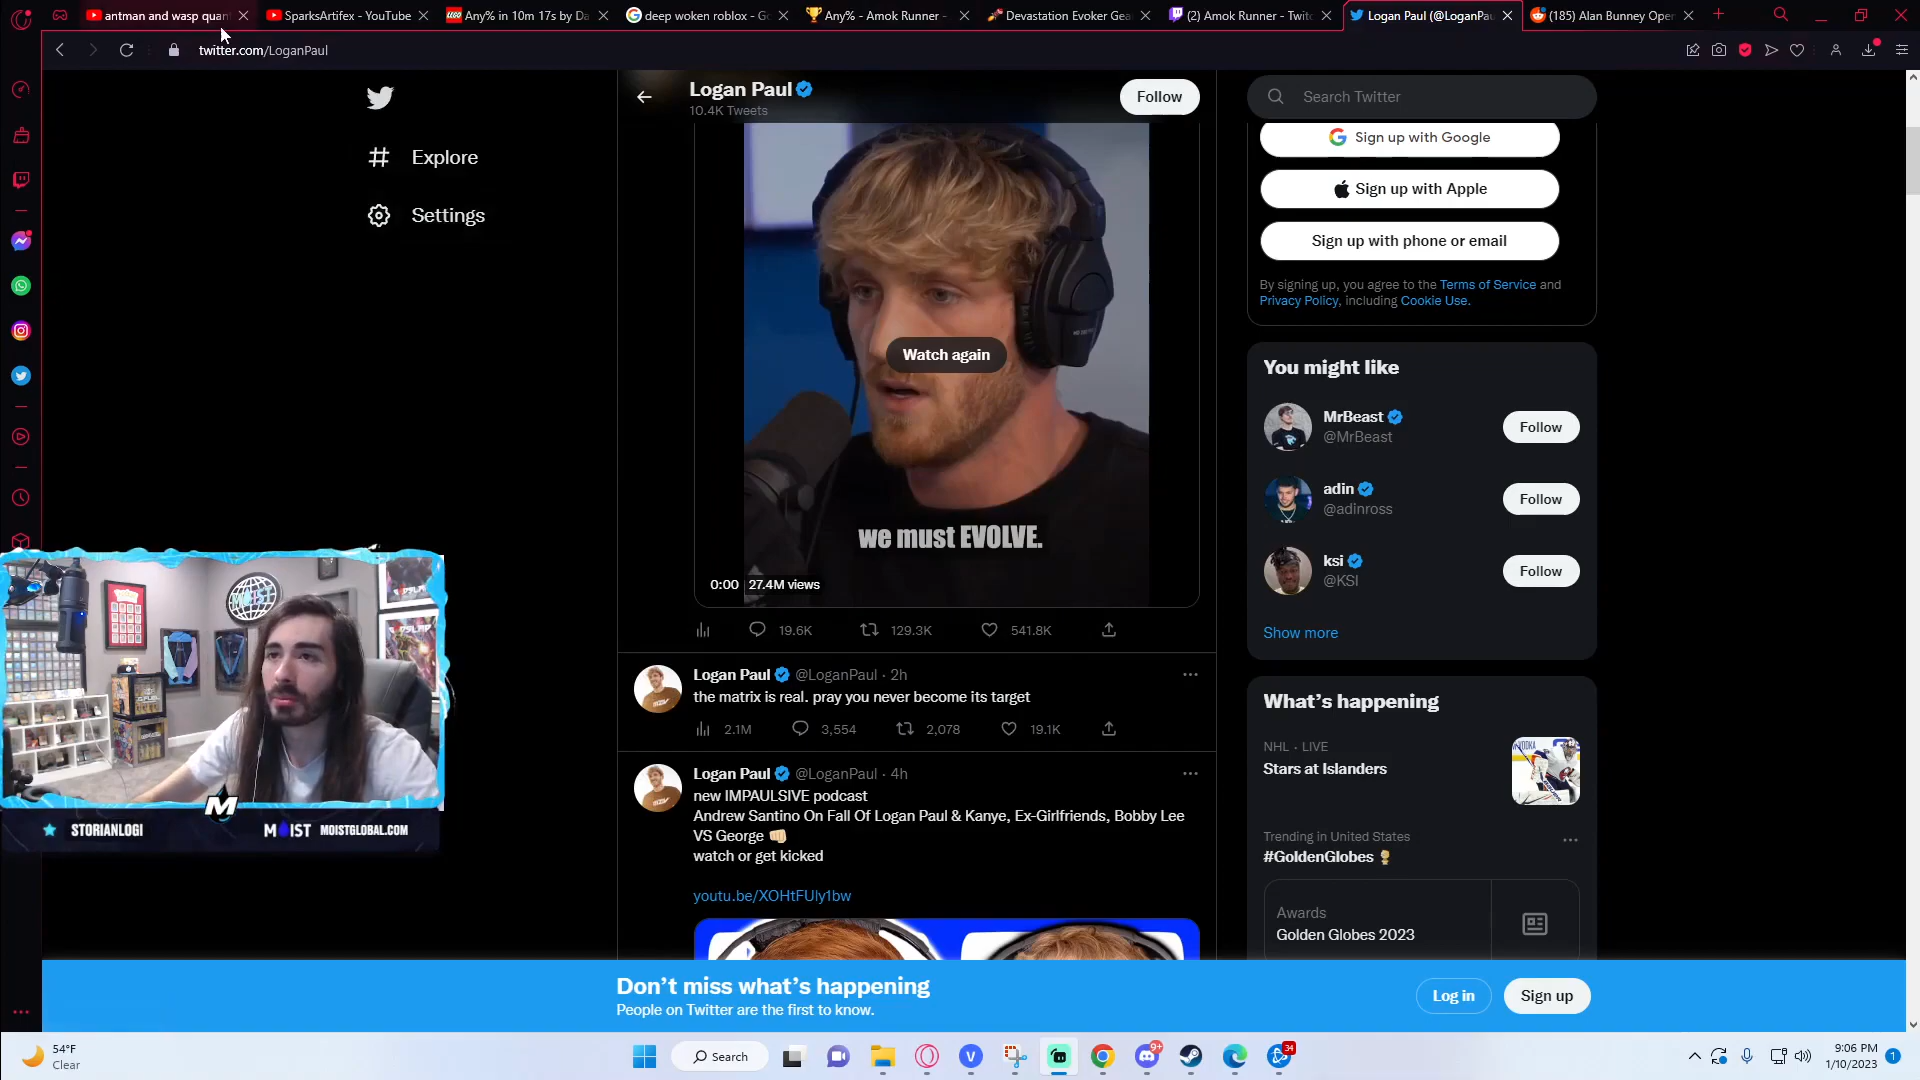 antman and wasp quan
SparksArtifex - YouTube
Any% in 10m 17s by Da
deep woken roblox - Go
Any% - Amok Runner -
Devastation Evoker Gea
(2) Amok Runner - Twitc
Logan Paul (@LoganPau
(185) Alan Bunney Oper
twitter.com/LoganPaul
Explore
Settings
Logan Paul
10.4K Tweets
Follow
Watch again
we must EVOLVE.
0:00 27.4M views
19.6K 129.3K 541.8K
Logan Paul @LoganPaul · 2h
the matrix is real. pray you never become its target
2.1M 3,554 2,078 19.1K
Logan Paul @LoganPaul · 4h
new IMPAULSIVE podcast
Andrew Santino On Fall Of Logan Paul & Kanye, Ex-Girlfriends, Bobby Lee
VS George 👊🏼
watch or get kicked
youtu.be/XOHtFUly1bw
Search Twitter
Sign up with Google
Sign up with Apple
Sign up with phone or email
By signing up, you agree to the Terms of Service and
Privacy Policy, including Cookie Use.
You might like
MrBeast
@MrBeast
Follow
adin
@adinross
Follow
ksi
@KSI
Follow
Show more
What's happening
NHL · LIVE
Stars at Islanders
Trending in United States
#GoldenGlobes
Awards
Golden Globes 2023
MOIST
STORIANLOGI
MOIST MOISTGLOBAL.COM
Don't miss what's happening
People on Twitter are the first to know.
Log in
Sign up
54°F
Clear
Search
9+
34
9:06 PM
1/10/2023
1